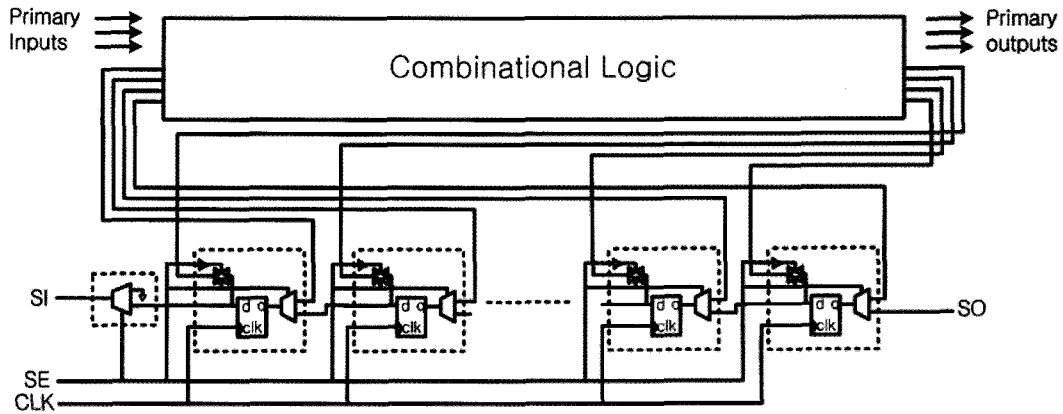 Primary
Inputs
Combinational Logic
Primary
outputs
SI
d q
clk
d q
clk
d q
clk
d q
clk
SO
SE
CLK